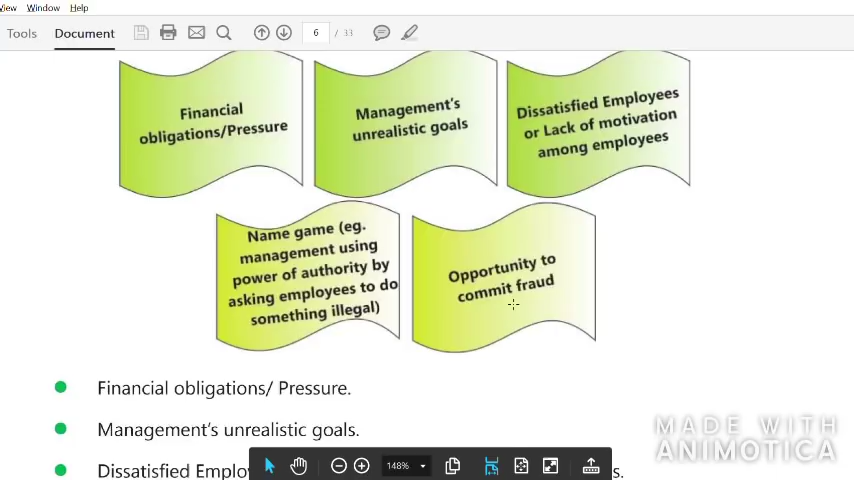 View Window Help
Tools Document 6 / 33
Financial
obligations/Pressure
Management's
unrealistic goals
Dissatisfied Employees
or Lack of motivation
among employees
Name game (eg.
management using
power of authority by
asking employees to do
something illegal)
Opportunity to
commit fraud
Financial obligations/ Pressure.
Management's unrealistic goals.
Dissatisfied
148%
MADE WITH
ANIMOTICA